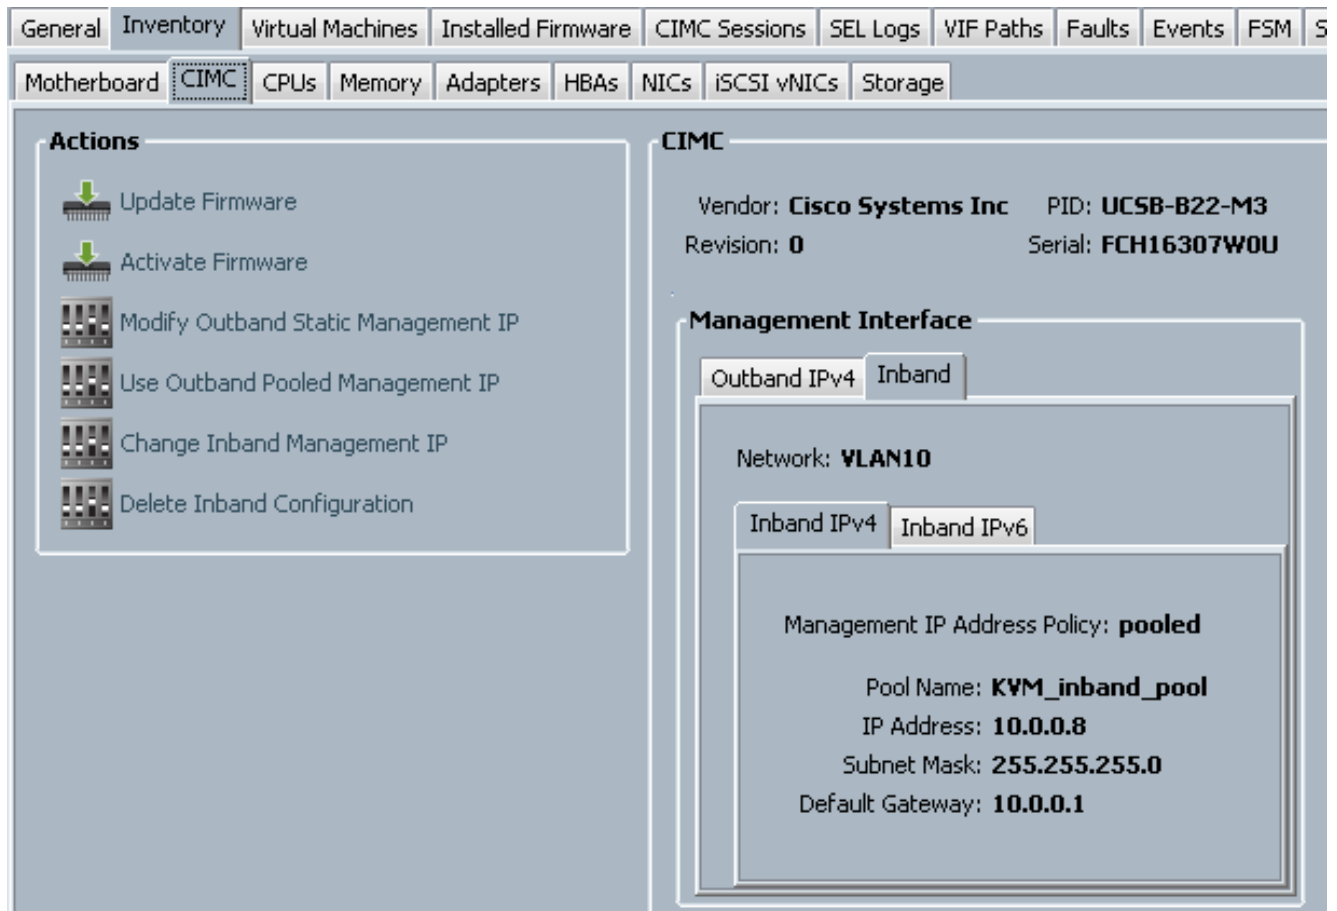 General Inventory Virtual Machines Installed Firmware CIMC Sessions SEL Logs VIF Paths Faults Events FSM S
Motherboard CIMC CPUs Memory Adapters HBAs NICs iSCSI vNICs Storage
Actions
Update Firmware
Activate Firmware
Modify Outband Static Management IP
Use Outband Pooled Management IP
Change Inband Management IP
Delete Inband Configuration
CIMC
Vendor: Cisco Systems Inc PID: UCSB-B22-M3
Revision: 0 Serial: FCH16307W0U
Management Interface
Outband IPv4 Inband
Network: VLAN10
Inband IPv4 Inband IPv6
Management IP Address Policy: pooled
Pool Name: KVM_inband_pool
IP Address: 10.0.0.8
Subnet Mask: 255.255.255.0
Default Gateway: 10.0.0.1